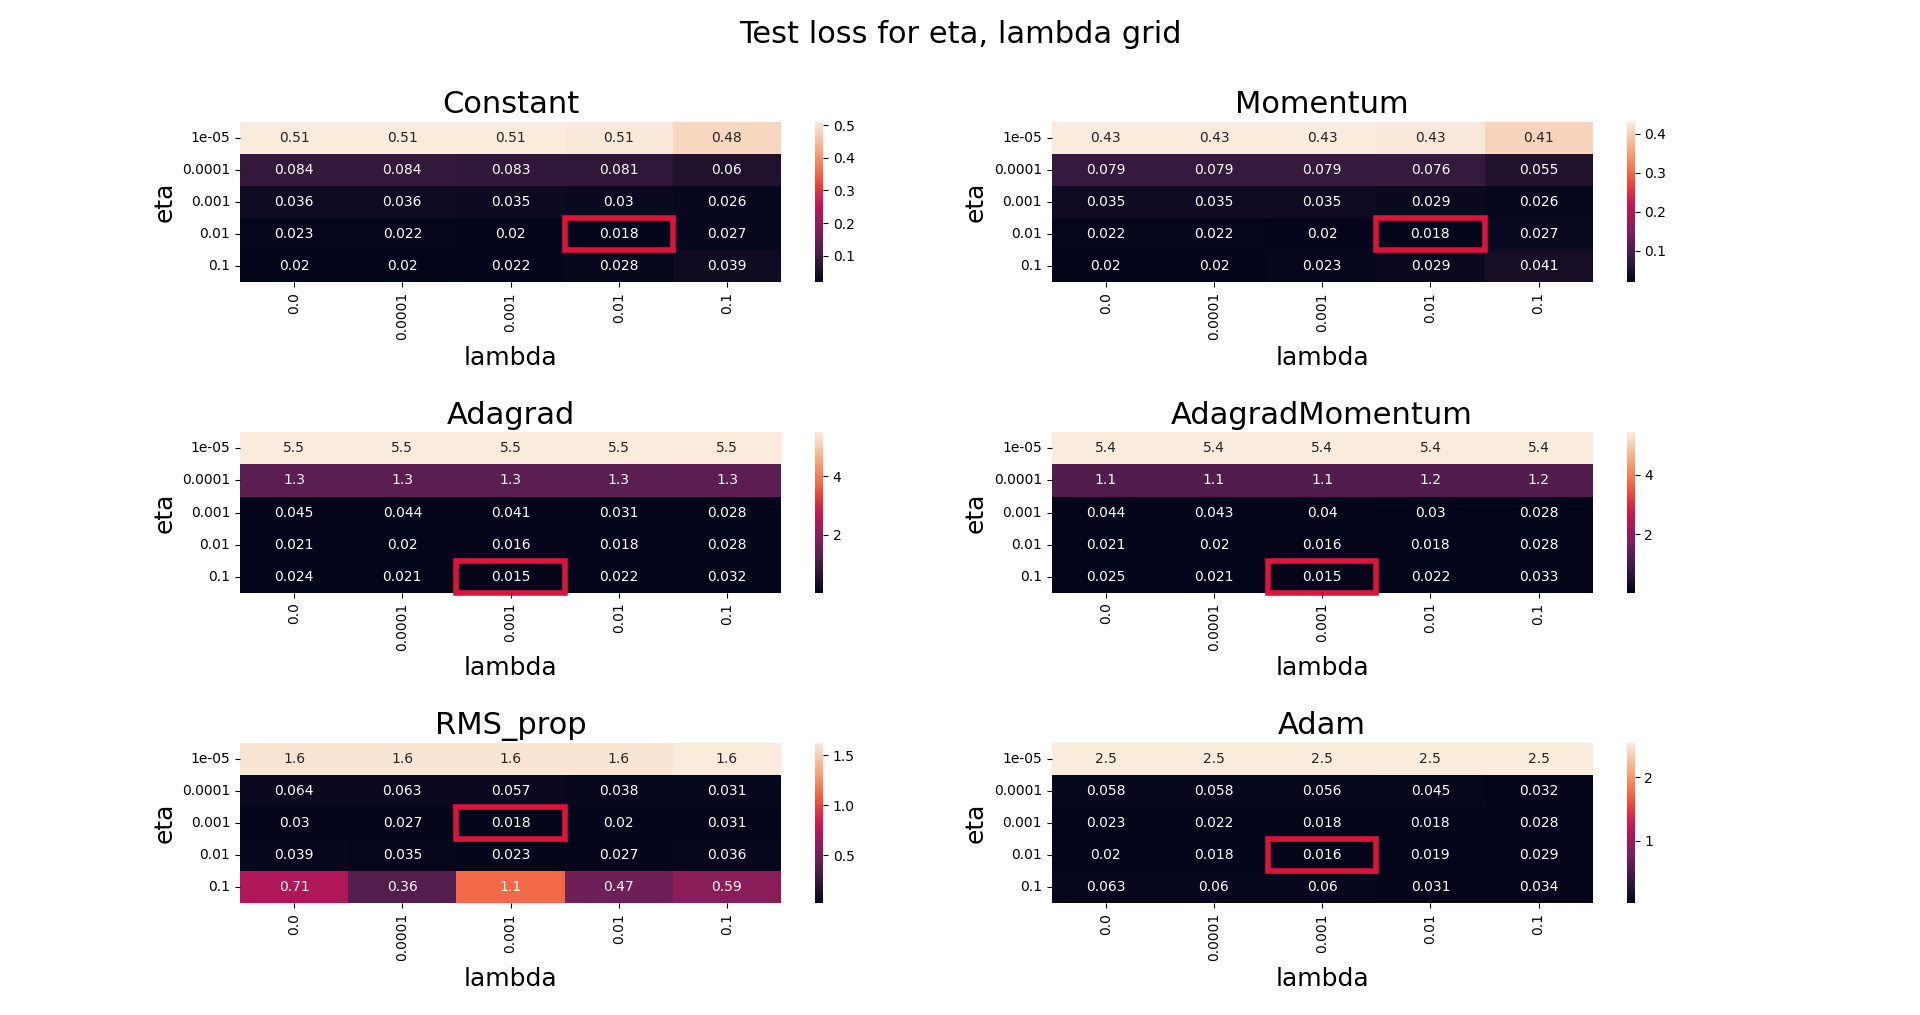 Test loss for eta, lambda grid
Constant
eta
1e-05 0.51 0.51 0.51 0.51 0.48
0.0001 0.084 0.084 0.083 0.081 0.06
0.001 0.036 0.036 0.035 0.03 0.026
0.01 0.023 0.022 0.02 0.018 0.027
0.1 0.02 0.02 0.022 0.028 0.039
0.0 0.0001 0.001 0.01 0.1
lambda
0.5
0.4
0.3
0.2
0.1
Momentum
eta
1e-05 0.43 0.43 0.43 0.43 0.41
0.0001 0.079 0.079 0.079 0.076 0.055
0.001 0.035 0.035 0.035 0.029 0.026
0.01 0.022 0.022 0.02 0.018 0.027
0.1 0.02 0.02 0.023 0.029 0.041
0.0 0.0001 0.001 0.01 0.1
lambda
0.4
0.3
0.2
0.1
Adagrad
eta
1e-05 5.5 5.5 5.5 5.5 5.5
0.0001 1.3 1.3 1.3 1.3 1.3
0.001 0.045 0.044 0.041 0.031 0.028
0.01 0.021 0.02 0.016 0.018 0.028
0.1 0.024 0.021 0.015 0.022 0.032
0.0 0.0001 0.001 0.01 0.1
lambda
4
2
AdagradMomentum
eta
1e-05 5.4 5.4 5.4 5.4 5.4
0.0001 1.1 1.1 1.1 1.2 1.2
0.001 0.044 0.043 0.04 0.03 0.028
0.01 0.021 0.02 0.016 0.018 0.028
0.1 0.025 0.021 0.015 0.022 0.033
0.0 0.0001 0.001 0.01 0.1
lambda
4
2
RMS_prop
eta
1e-05 1.6 1.6 1.6 1.6 1.6
0.0001 0.064 0.063 0.057 0.038 0.031
0.001 0.03 0.027 0.018 0.02 0.031
0.01 0.039 0.035 0.023 0.027 0.036
0.1 0.71 0.36 1.1 0.47 0.59
0.0 0.0001 0.001 0.01 0.1
lambda
1.5
1.0
0.5
Adam
eta
1e-05 2.5 2.5 2.5 2.5 2.5
0.0001 0.058 0.058 0.056 0.045 0.032
0.001 0.023 0.022 0.018 0.018 0.028
0.01 0.02 0.018 0.016 0.019 0.029
0.1 0.063 0.06 0.06 0.031 0.034
0.0 0.0001 0.001 0.01 0.1
lambda
2
1